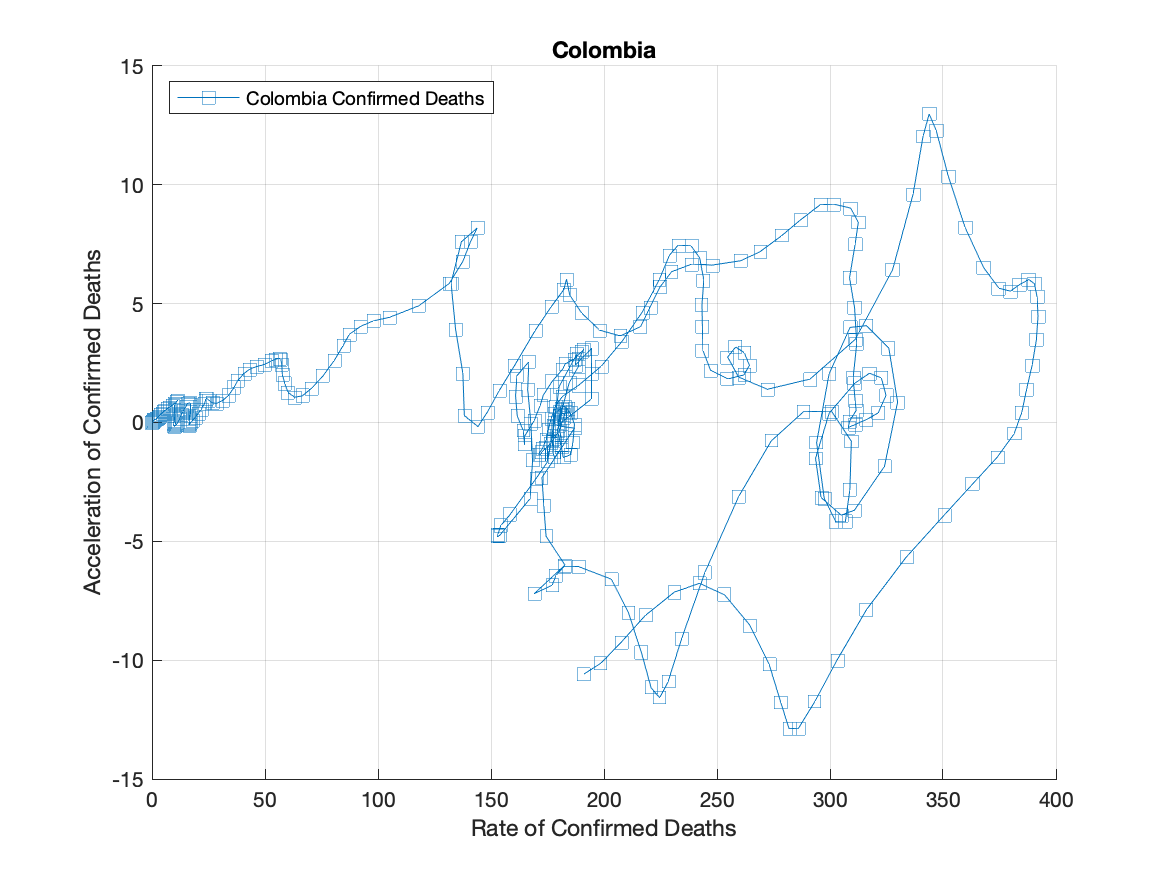 Colombia
Colombia Confirmed Deaths
15
10
5
0
-5
-10
-15
Acceleration of Confirmed Deaths
0 50 100 150 200 250 300 350 400
Rate of Confirmed Deaths